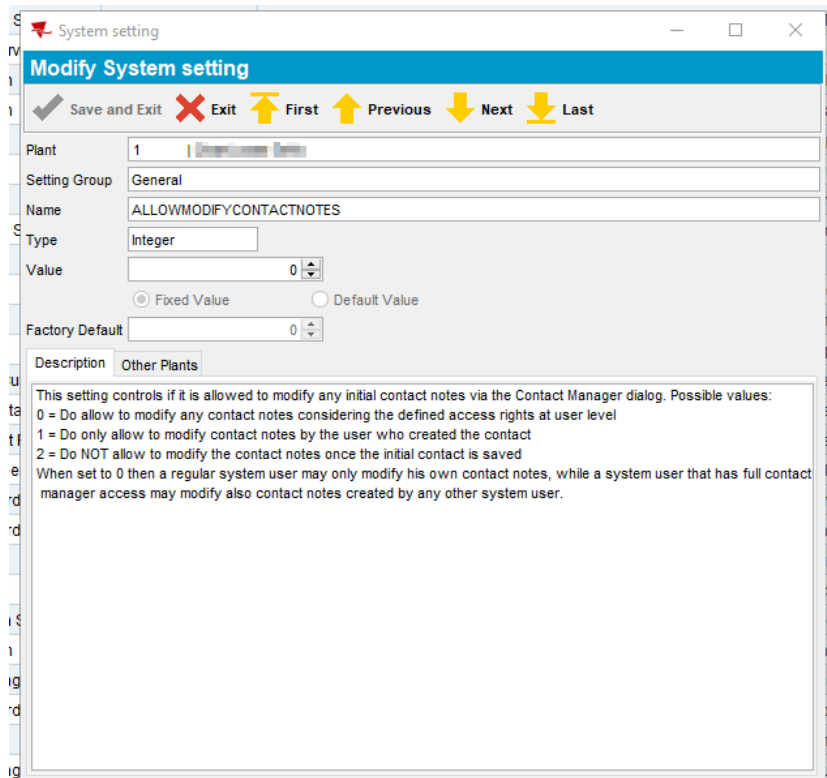 System setting
Modify System setting
Save and Exit Exit First Previous Next Last
Plant 1
Setting Group General
Name ALLOWMODIFYCONTACTNOTES
Type Integer
Value 0
Fixed Value Default Value
Factory Default 0
Description Other Plants
This setting controls if it is allowed to modify any initial contact notes via the Contact Manager dialog. Possible values:
0 = Do allow to modify any contact notes considering the defined access rights at user level
1 = Do only allow to modify contact notes by the user who created the contact
2 = Do NOT allow to modify the contact notes once the initial contact is saved
When set to 0 then a regular system user may only modify his own contact notes, while a system user that has full contact
manager access may modify also contact notes created by any other system user.